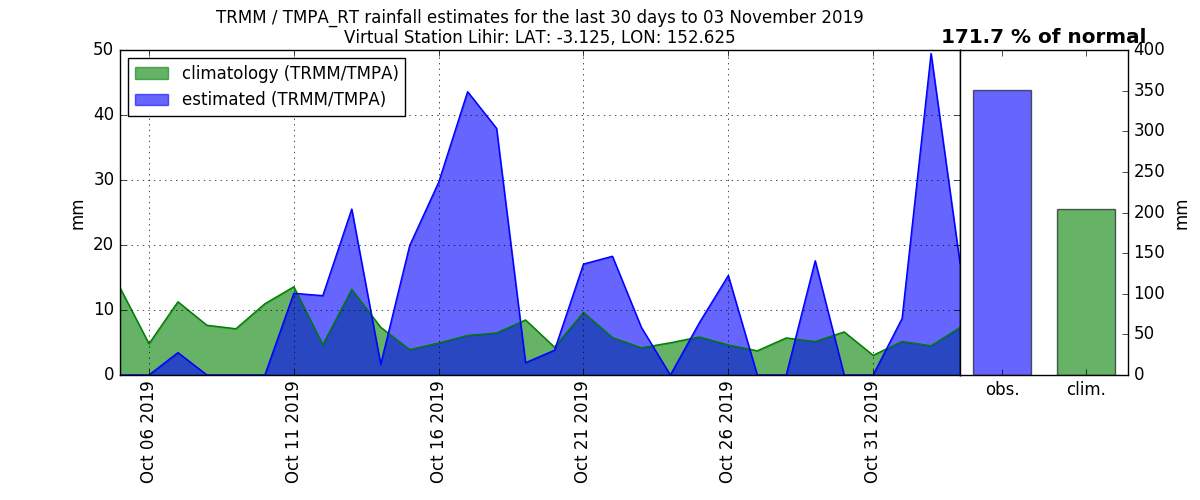 TRMM / TMPA_RT rainfall estimates for the last 30 days to 03 November 2019
Virtual Station Lihir: LAT: -3.125, LON: 152.625
171.7 % of normal
climatology (TRMM/TMPA)
estimated (TRMM/TMPA)
mm
50
40
30
20
10
0
Oct 06 2019
Oct 11 2019
Oct 16 2019
Oct 21 2019
Oct 26 2019
Oct 31 2019
obs.
clim.
400
350
300
250
200
150
100
50
0
mm